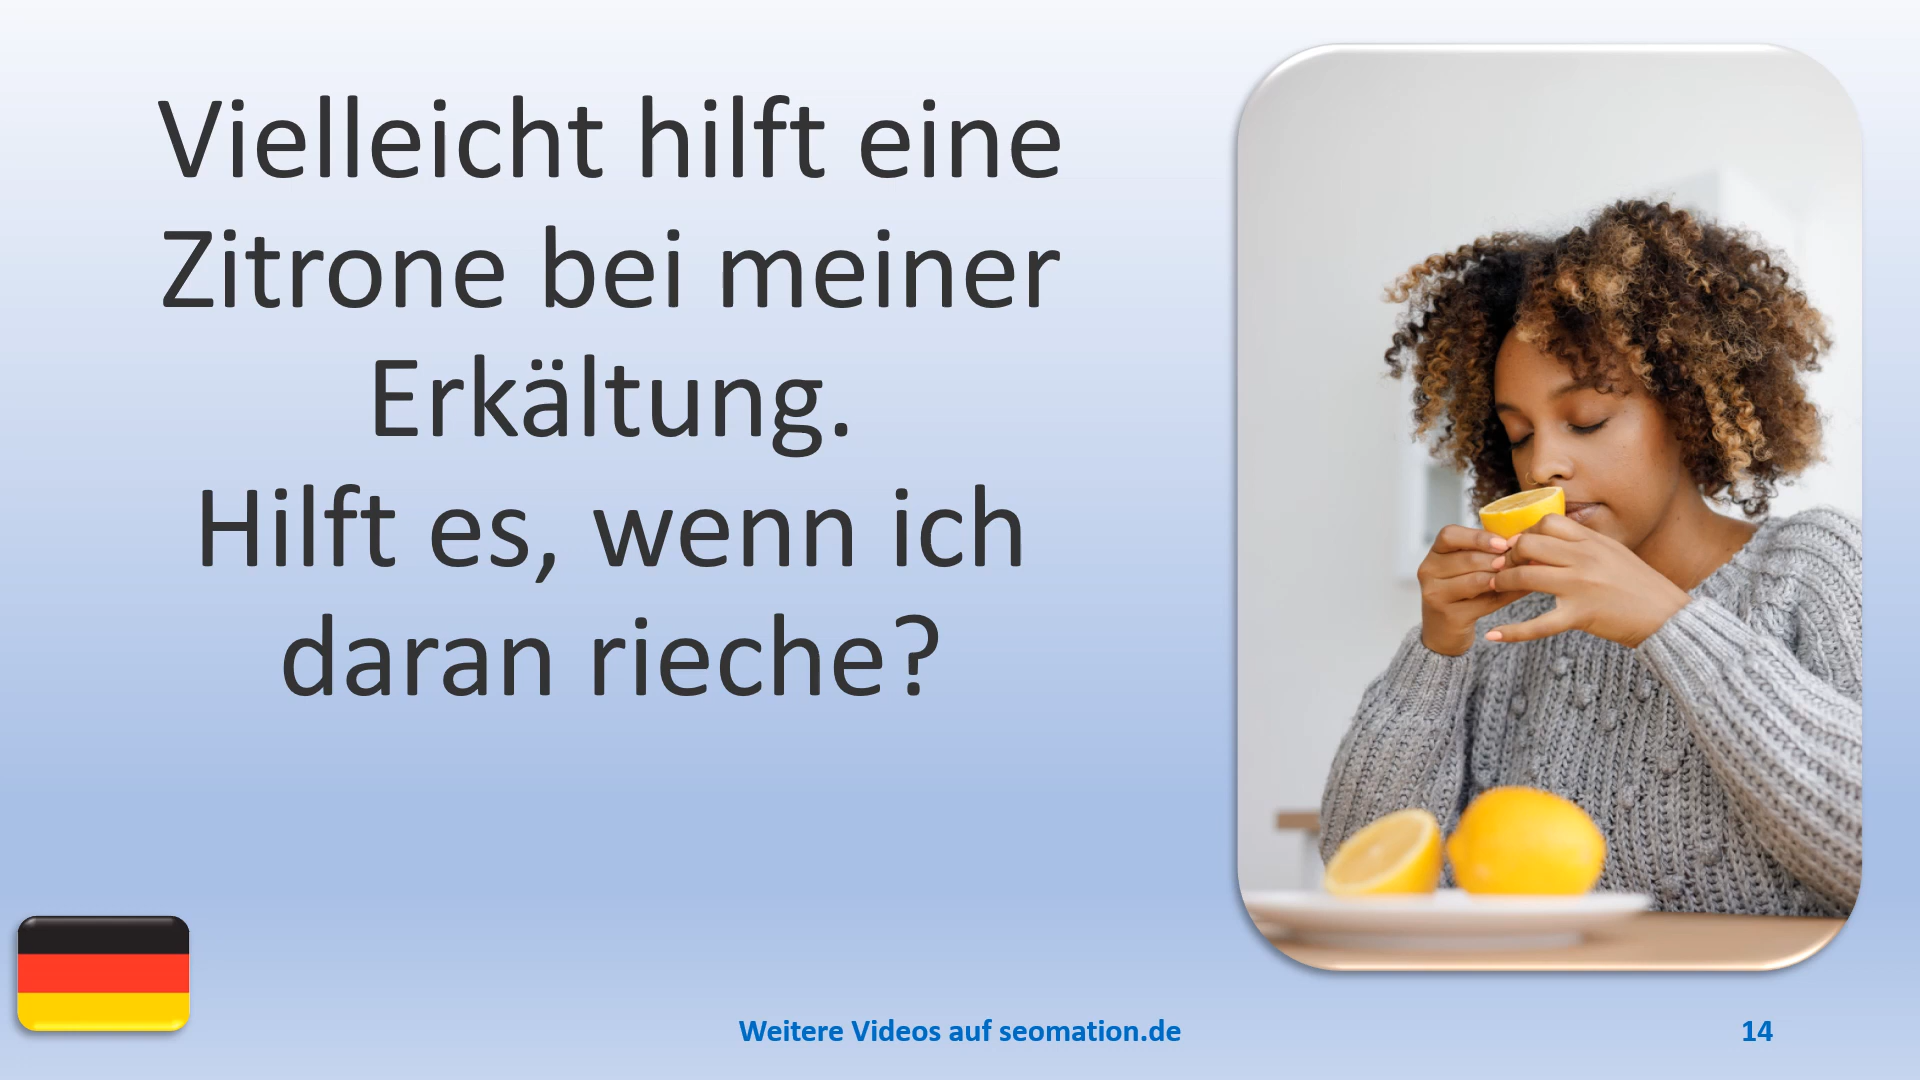 Vielleicht hilft eine
Zitrone bei meiner
Erkältung.
Hilft es, wenn ich
daran rieche?
Weitere Videos auf seomation.de
14